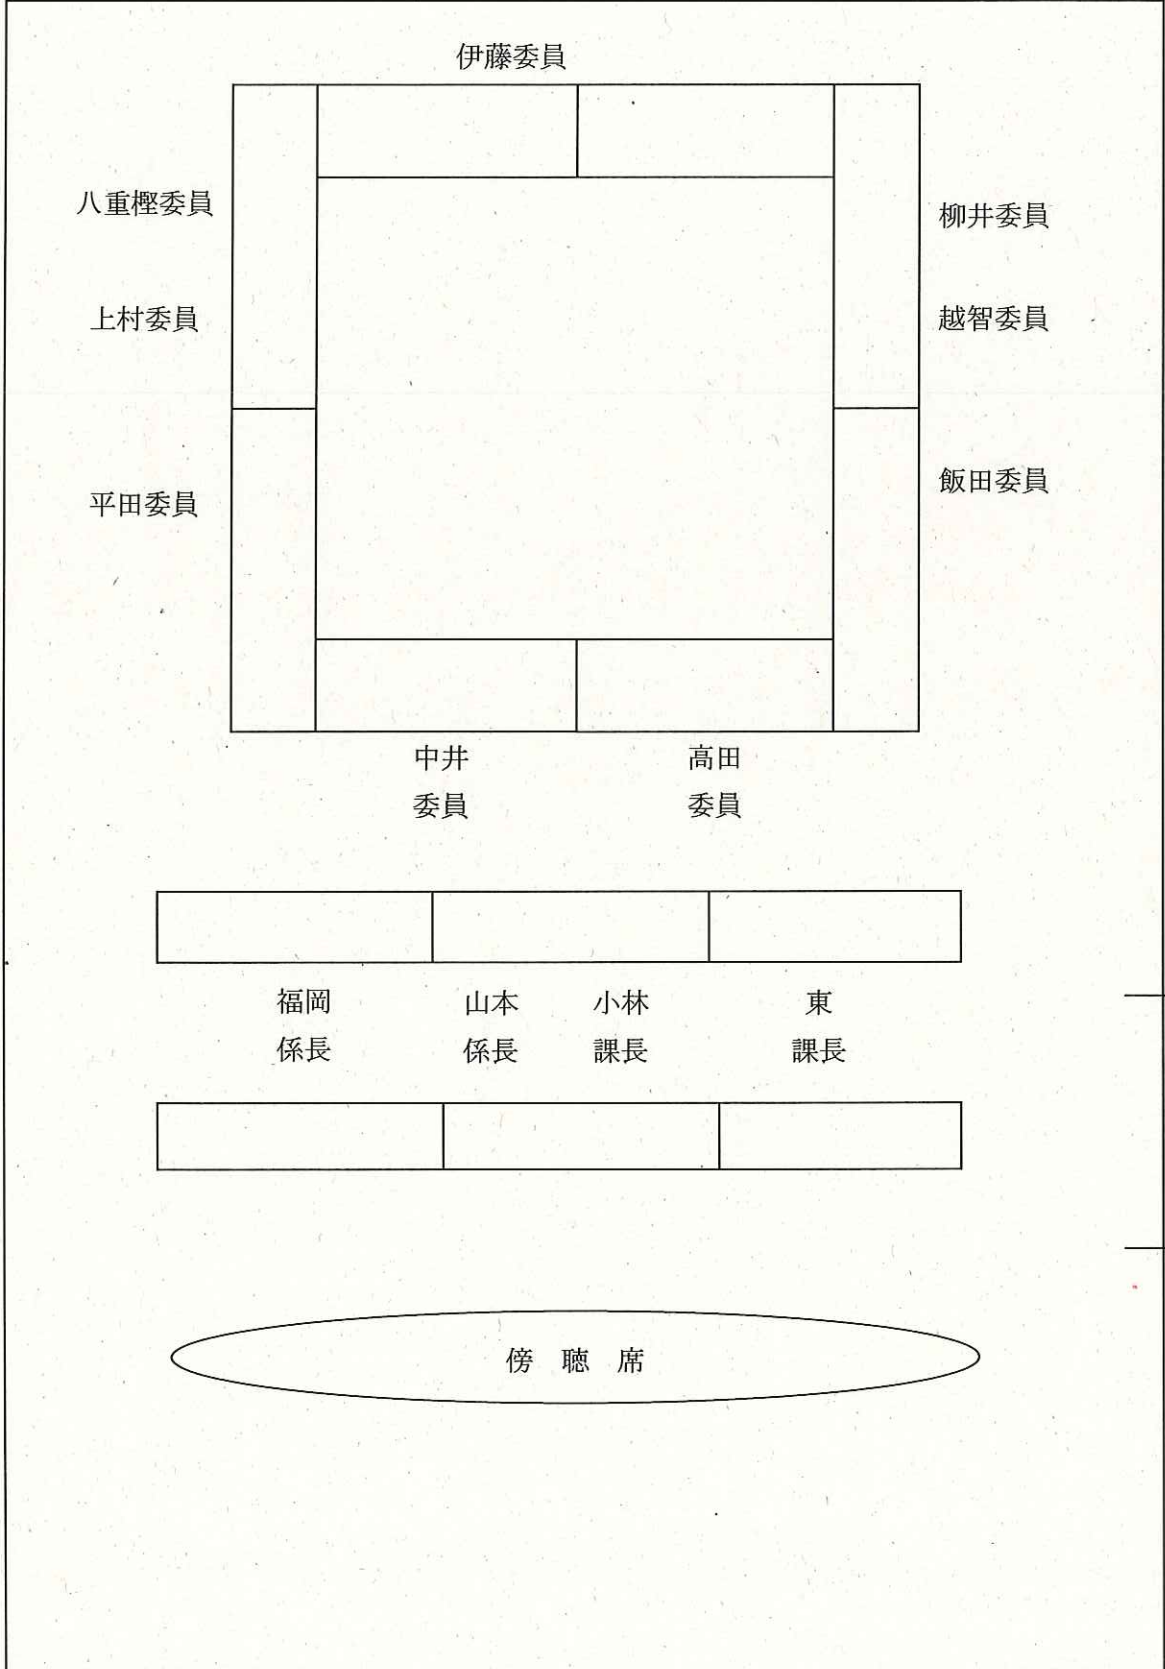 伊藤委員
八重樫委員
柳井委員
上村委員
越智委員
平田委員
飯田委員
中井
委員
高田
委員
福岡
係長
山本
係長
小林
課長
東
課長
傍 聴 席